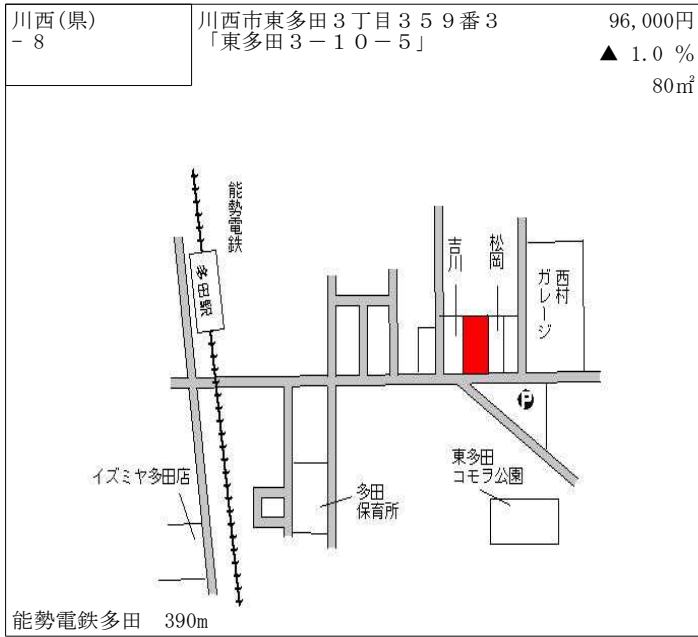 川西(県)
－8
川西市東多田３丁目３５９番３
「東多田３－１０－５」
96,000円
▲ 1.0 %
80㎡
能勢電鉄
多田駅
吉川
松岡
西村
ガレージ
P
イズミヤ多田店
多田
保育所
東多田
コモラ公園
能勢電鉄多田　390m